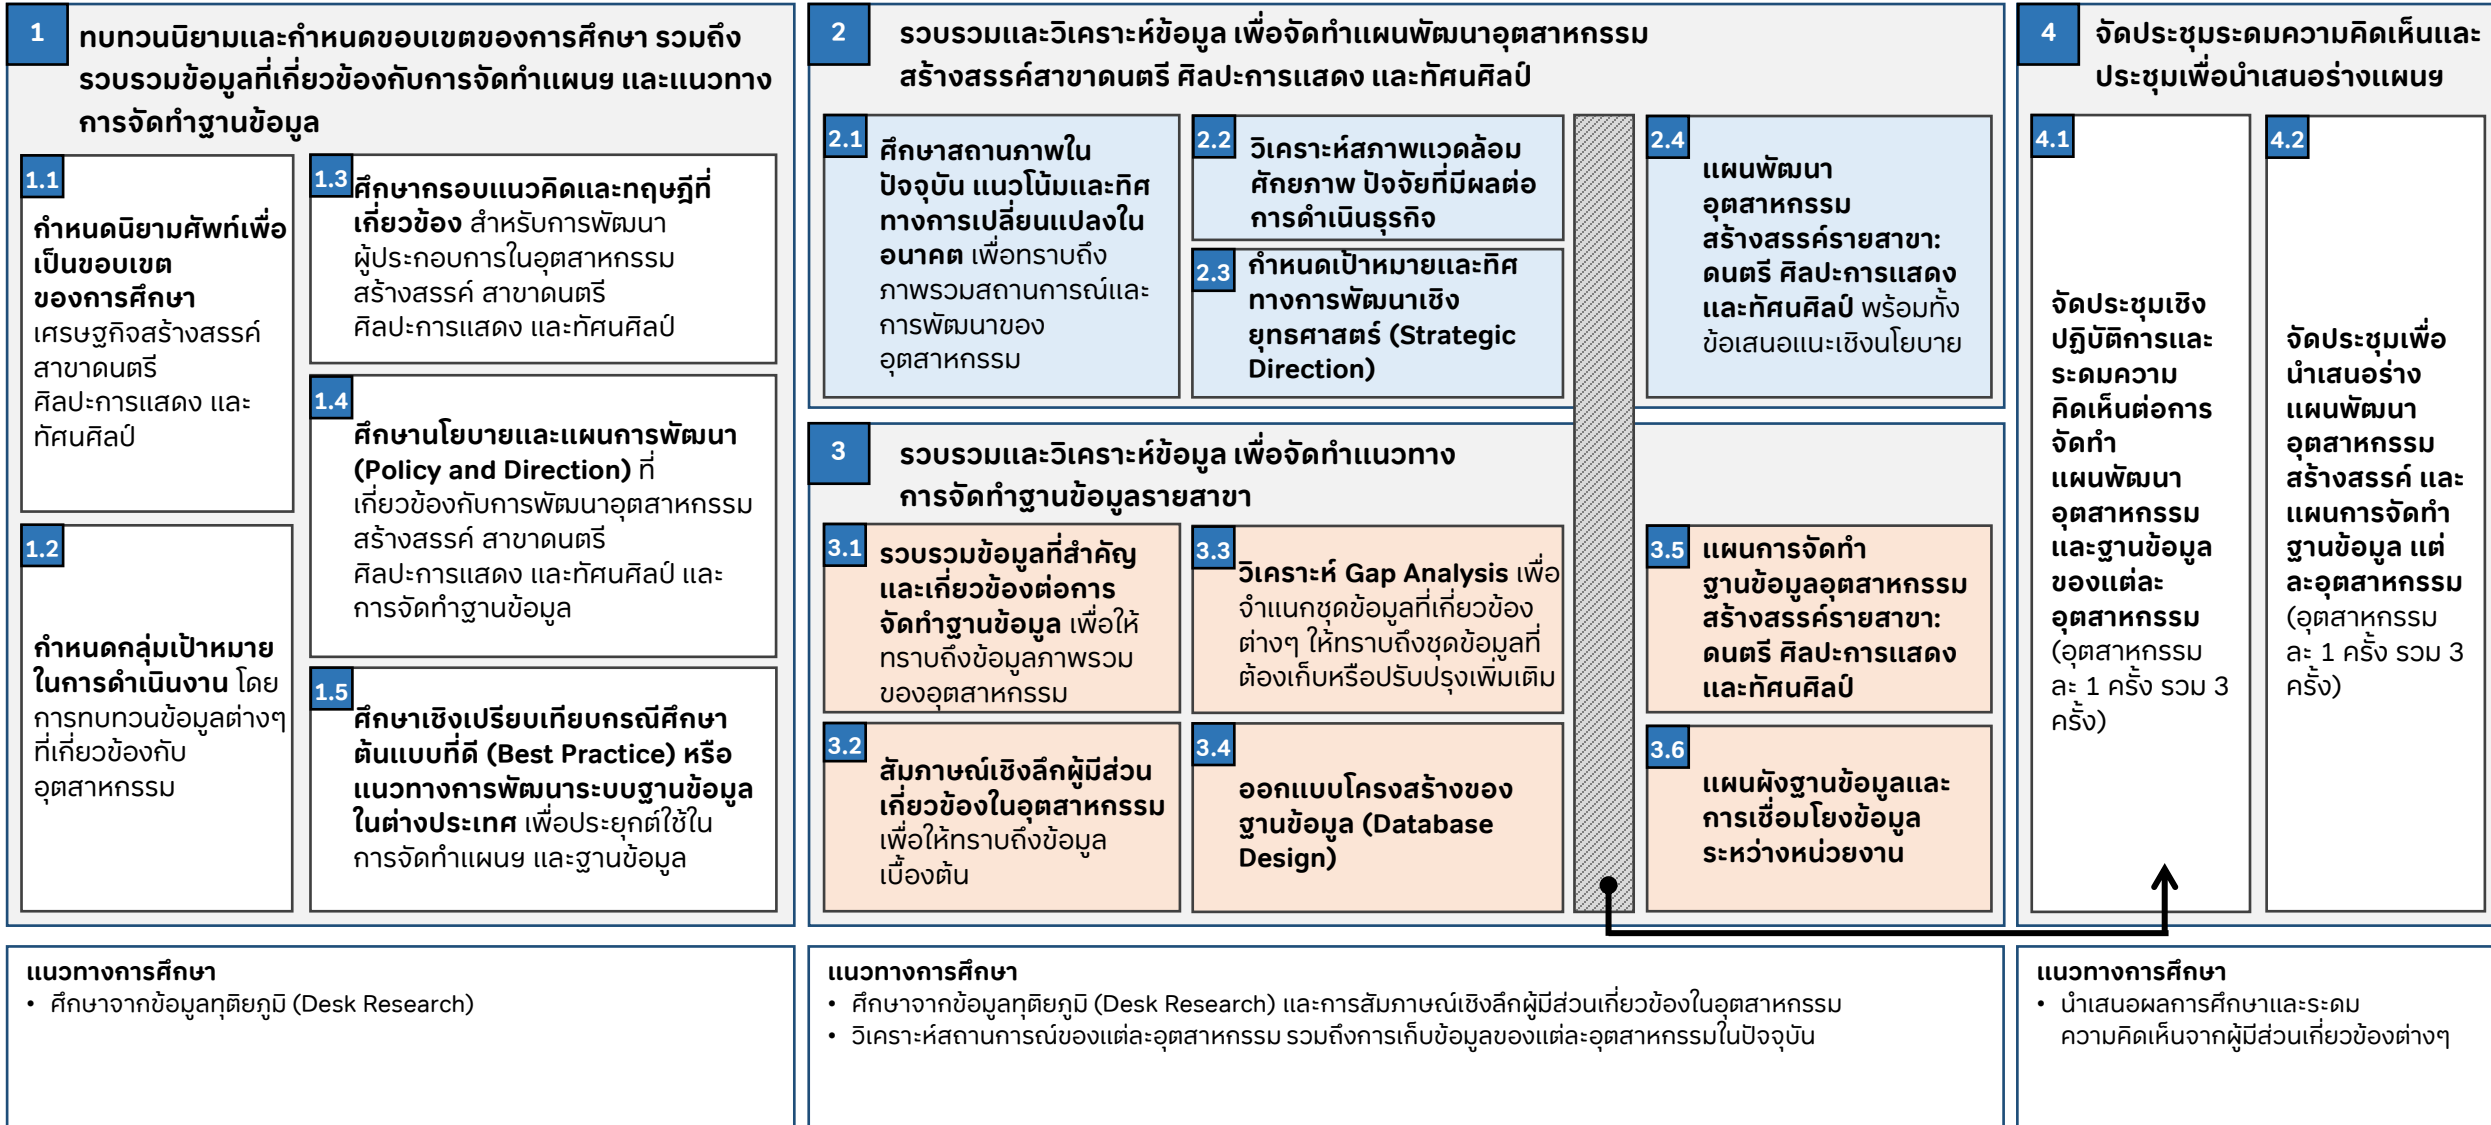 1
ทบทวนนิยามและกำหนดขอบเขตของการศึกษา รวมถึง
รวบรวมข้อมูลที่เกี่ยวข้องกับการจัดทำแผนฯ และแนวทาง
การจัดทำฐานข้อมูล
1.1
กำหนดนิยามศัพท์เพื่อ
เป็นขอบเขต
ของการศึกษา
เศรษฐกิจสร้างสรรค์
สาขาดนตรี
ศิลปะการแสดง และ
ทัศนศิลป์
1.2
กำหนดกลุ่มเป้าหมาย
ในการดำเนินงาน โดย
การทบทวนข้อมูลต่างๆ
ที่เกี่ยวข้องกับ
อุตสาหกรรม
1.3
ศึกษากรอบแนวคิดและทฤษฎีที่
เกี่ยวข้อง สำหรับการพัฒนา
ผู้ประกอบการในอุตสาหกรรม
สร้างสรรค์ สาขาดนตรี
ศิลปะการแสดง และทัศนศิลป์
1.4
ศึกษานโยบายและแผนการพัฒนา
(Policy and Direction) ที่
เกี่ยวข้องกับการพัฒนาอุตสาหกรรม
สร้างสรรค์ สาขาดนตรี
ศิลปะการแสดง และทัศนศิลป์ และ
การจัดทำฐานข้อมูล
1.5
ศึกษาเชิงเปรียบเทียบกรณีศึกษา
ต้นแบบที่ดี (Best Practice) หรือ
แนวทางการพัฒนาระบบฐานข้อมูล
ในต่างประเทศ เพื่อประยุกต์ใช้ใน
การจัดทำแผนฯ และฐานข้อมูล
2
รวบรวมและวิเคราะห์ข้อมูล เพื่อจัดทำแผนพัฒนาอุตสาหกรรม
สร้างสรรค์สาขาดนตรี ศิลปะการแสดง และทัศนศิลป์
2.1
ศึกษาสถานภาพใน
ปัจจุบัน แนวโน้มและทิศ
ทางการเปลี่ยนแปลงใน
อนาคต เพื่อทราบถึง
ภาพรวมสถานการณ์และ
การพัฒนาของ
อุตสาหกรรม
2.2
วิเคราะห์สภาพแวดล้อม
ศักยภาพ ปัจจัยที่มีผลต่อ
การดำเนินธุรกิจ
2.3
กำหนดเป้าหมายและทิศ
ทางการพัฒนาเชิง
ยุทธศาสตร์ (Strategic
Direction)
2.4
แผนพัฒนา
อุตสาหกรรม
สร้างสรรค์รายสาขา:
ดนตรี ศิลปะการแสดง
และทัศนศิลป์ พร้อมทั้ง
ข้อเสนอแนะเชิงนโยบาย
3
รวบรวมและวิเคราะห์ข้อมูล เพื่อจัดทำแนวทาง
การจัดทำฐานข้อมูลรายสาขา
3.1
รวบรวมข้อมูลที่สำคัญ
และเกี่ยวข้องต่อการ
จัดทำฐานข้อมูล เพื่อให้
ทราบถึงข้อมูลภาพรวม
ของอุตสาหกรรม
3.2
สัมภาษณ์เชิงลึกผู้มีส่วน
เกี่ยวข้องในอุตสาหกรรม
เพื่อให้ทราบถึงข้อมูล
เบื้องต้น
3.3
วิเคราะห์ Gap Analysis เพื่อ
จำแนกชุดข้อมูลที่เกี่ยวข้อง
ต่างๆ ให้ทราบถึงชุดข้อมูลที่
ต้องเก็บหรือปรับปรุงเพิ่มเติม
3.4
ออกแบบโครงสร้างของ
ฐานข้อมูล (Database
Design)
3.5
แผนการจัดทำ
ฐานข้อมูลอุตสาหกรรม
สร้างสรรค์รายสาขา:
ดนตรี ศิลปะการแสดง
และทัศนศิลป์
3.6
แผนผังฐานข้อมูลและ
การเชื่อมโยงข้อมูล
ระหว่างหน่วยงาน
4
จัดประชุมระดมความคิดเห็นและ
ประชุมเพื่อนำเสนอร่างแผนฯ
4.1
จัดประชุมเชิง
ปฏิบัติการและ
ระดมความ
คิดเห็นต่อการ
จัดทำ
แผนพัฒนา
อุตสาหกรรม
และฐานข้อมูล
ของแต่ละ
อุตสาหกรรม
(อุตสาหกรรม
ละ 1 ครั้ง รวม 3
ครั้ง)
4.2
จัดประชุมเพื่อ
นำเสนอร่าง
แผนพัฒนา
อุตสาหกรรม
สร้างสรรค์ และ
แผนการจัดทำ
ฐานข้อมูล แต่
ละอุตสาหกรรม
(อุตสาหกรรม
ละ 1 ครั้ง รวม 3
ครั้ง)
แนวทางการศึกษา
• ศึกษาจากข้อมูลทุติยภูมิ (Desk Research)
แนวทางการศึกษา
• ศึกษาจากข้อมูลทุติยภูมิ (Desk Research) และการสัมภาษณ์เชิงลึกผู้มีส่วนเกี่ยวข้องในอุตสาหกรรม
• วิเคราะห์สถานการณ์ของแต่ละอุตสาหกรรม รวมถึงการเก็บข้อมูลของแต่ละอุตสาหกรรมในปัจจุบัน
แนวทางการศึกษา
• นำเสนอผลการศึกษาและระดม
ความคิดเห็นจากผู้มีส่วนเกี่ยวข้องต่างๆ